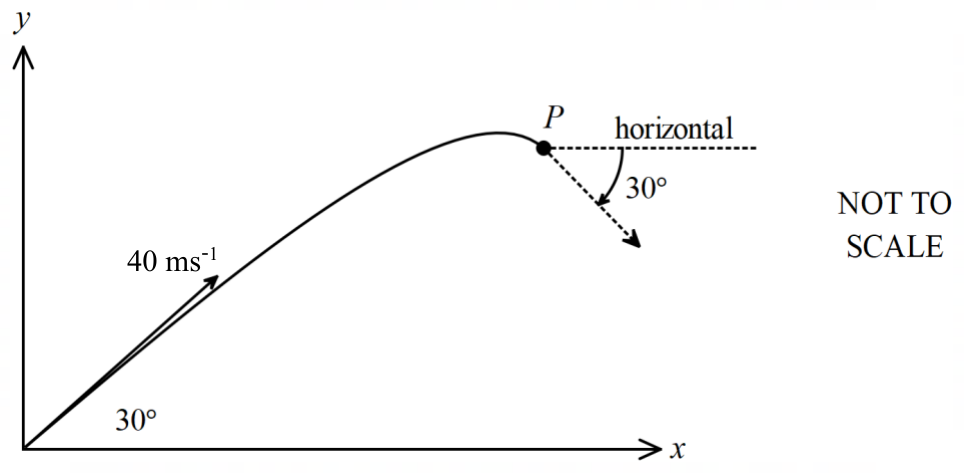 y
P
horizontal
30°
NOT TO
SCALE
40 ms⁻¹
30°
x